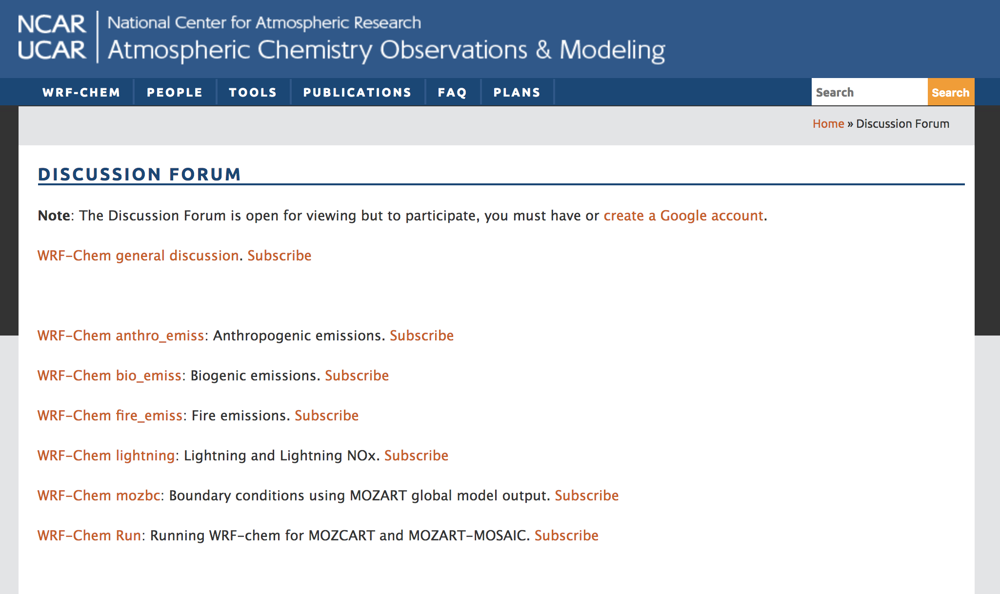 NCAR
UCAR
National Center for Atmospheric Research
Atmospheric Chemistry Observations & Modeling
WRF-CHEM PEOPLE TOOLS PUBLICATIONS FAQ PLANS Search Search
Home » Discussion Forum
DISCUSSION FORUM
Note: The Discussion Forum is open for viewing but to participate, you must have or create a Google account.
WRF-Chem general discussion. Subscribe
WRF-Chem anthro_emiss: Anthropogenic emissions. Subscribe
WRF-Chem bio_emiss: Biogenic emissions. Subscribe
WRF-Chem fire_emiss: Fire emissions. Subscribe
WRF-Chem lightning: Lightning and Lightning NOx. Subscribe
WRF-Chem mozbc: Boundary conditions using MOZART global model output. Subscribe
WRF-Chem Run: Running WRF-chem for MOZCART and MOZART-MOSAIC. Subscribe